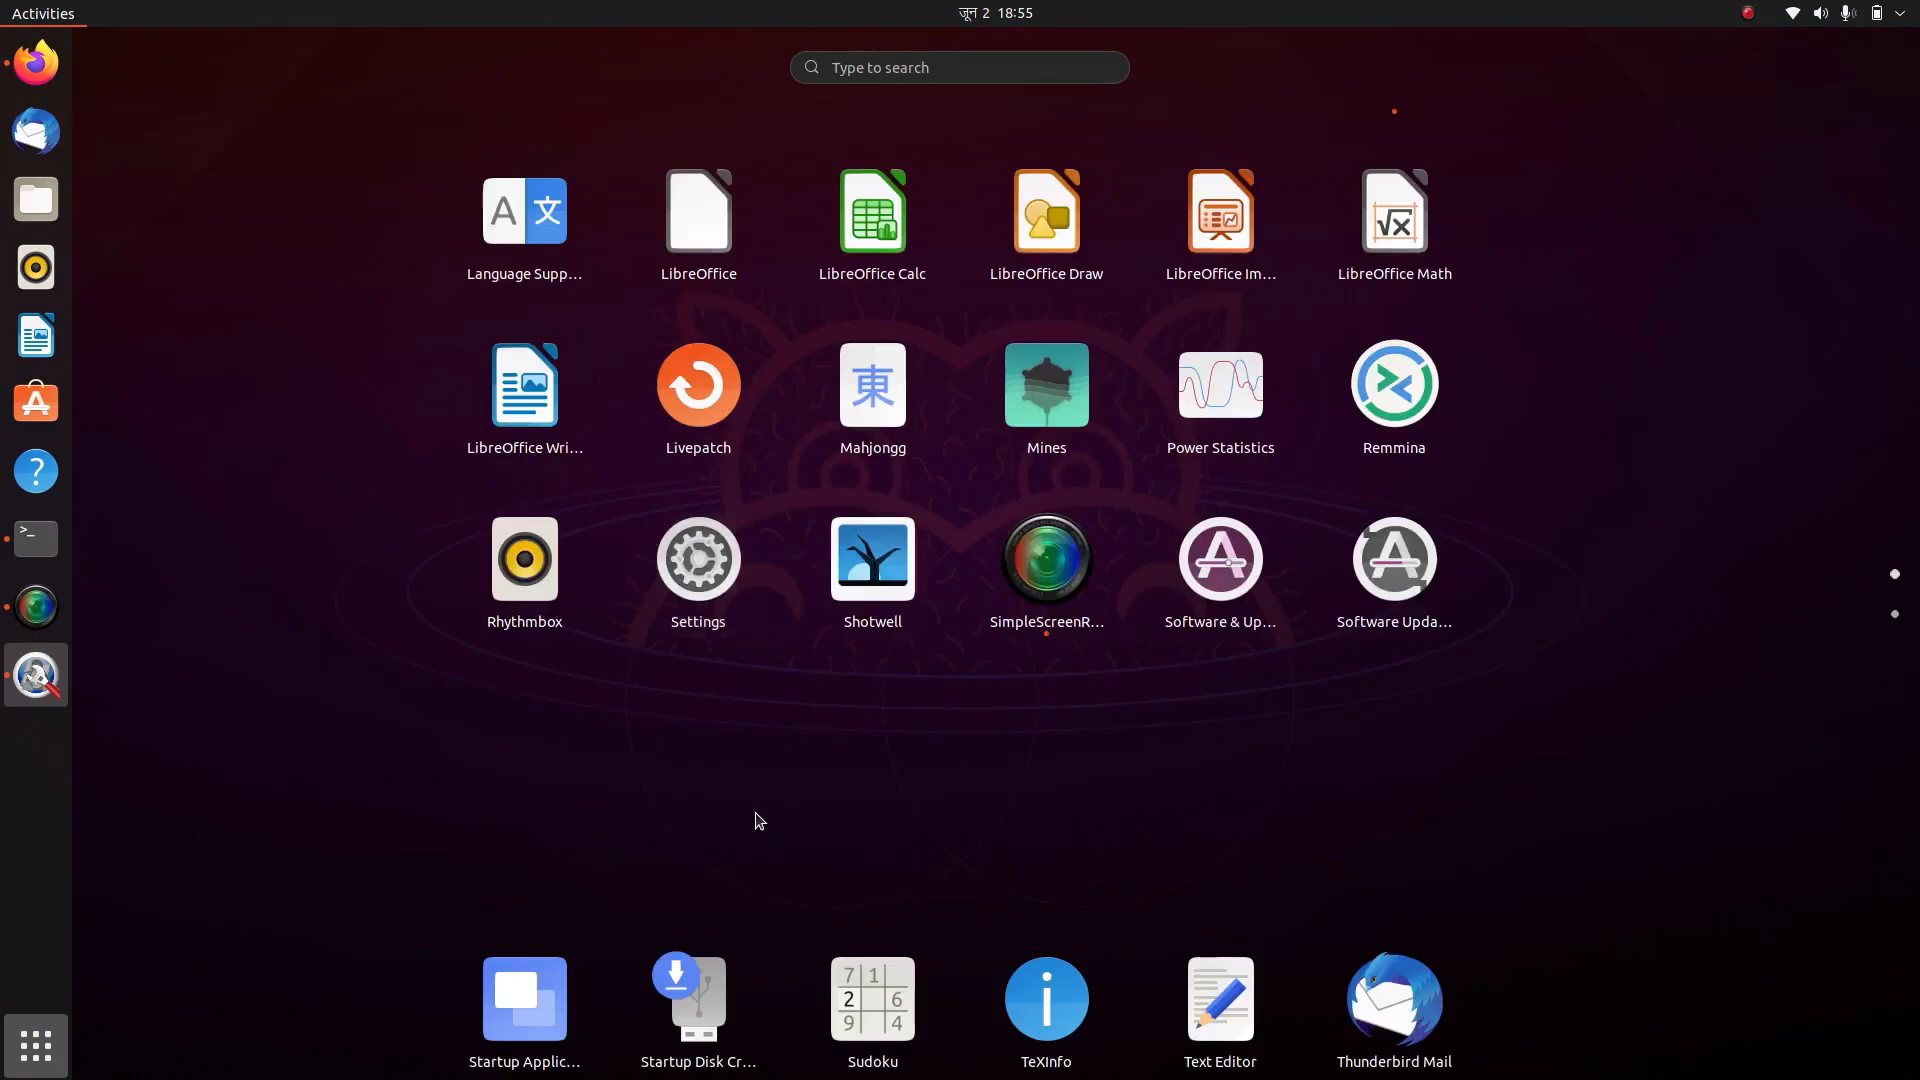 Activities
जून 2 18:55
Type to search
Language Supp...
LibreOffice
LibreOffice Calc
LibreOffice Draw
LibreOffice Im...
LibreOffice Math
LibreOffice Wri...
Livepatch
Mahjongg
Mines
Power Statistics
Remmina
Rhythmbox
Settings
Shotwell
SimpleScreenR...
Software & Up...
Software Upda...
Startup Applic...
Startup Disk Cr...
Sudoku
TeXInfo
Text Editor
Thunderbird Mail